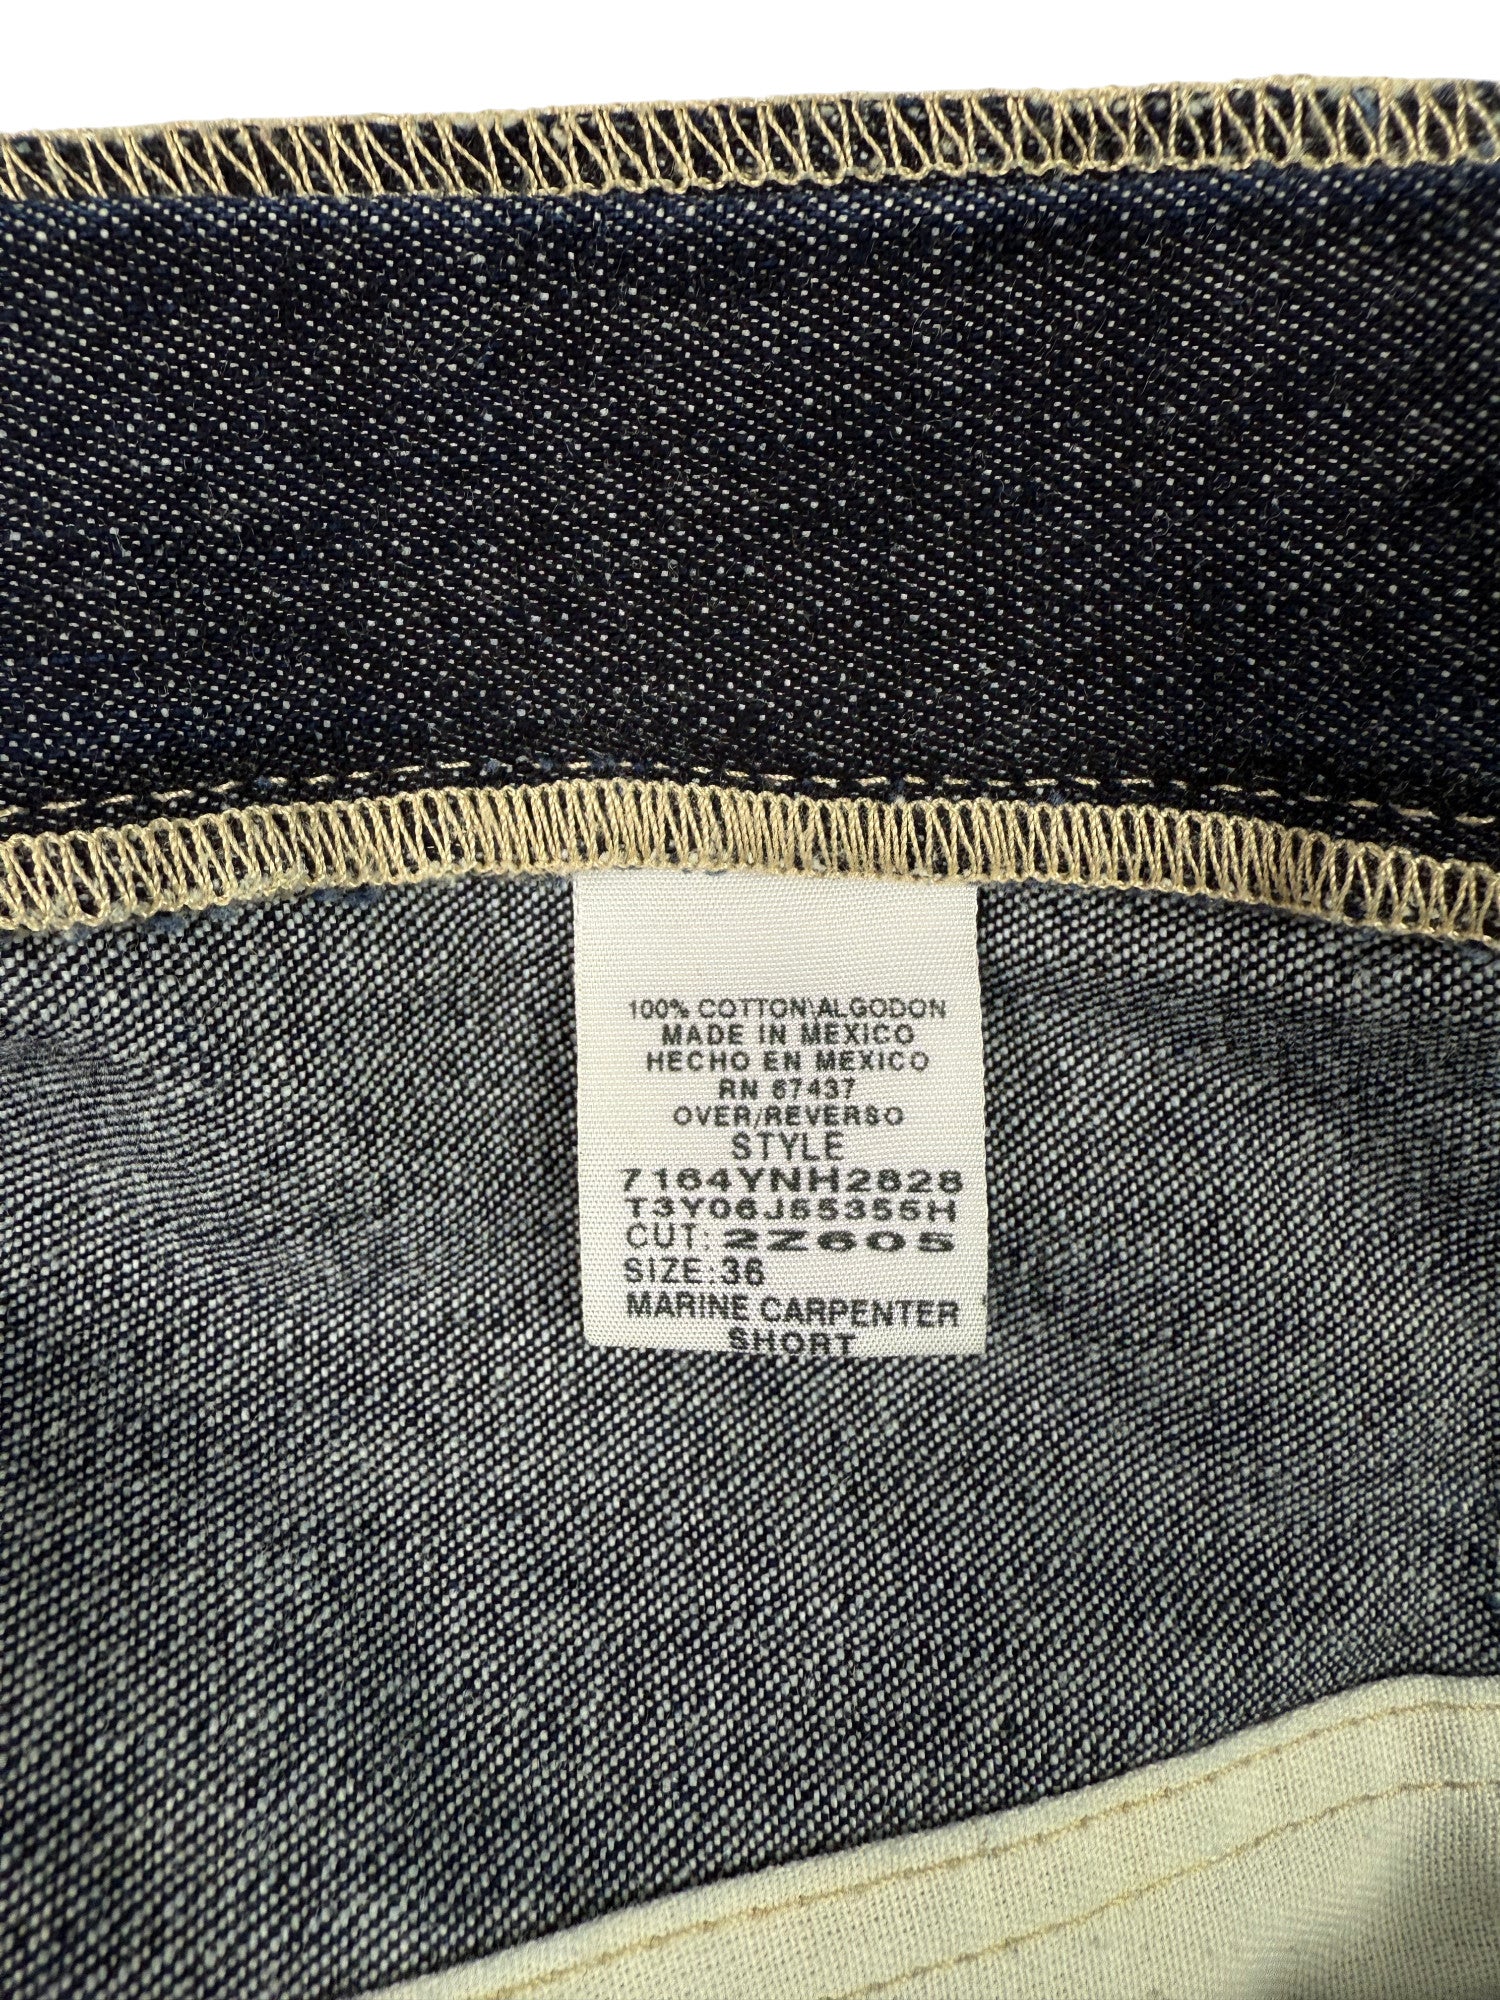 100% COTTON\ALGODON
MADE IN MEXICO
HECHO EN MEXICO
RN 67437
OVER/REVERSO
STYLE
7164YNH2828
T3Y06J55355H
CUT: 2Z605
SIZE:36
MARINE CARPENTER
SHORT